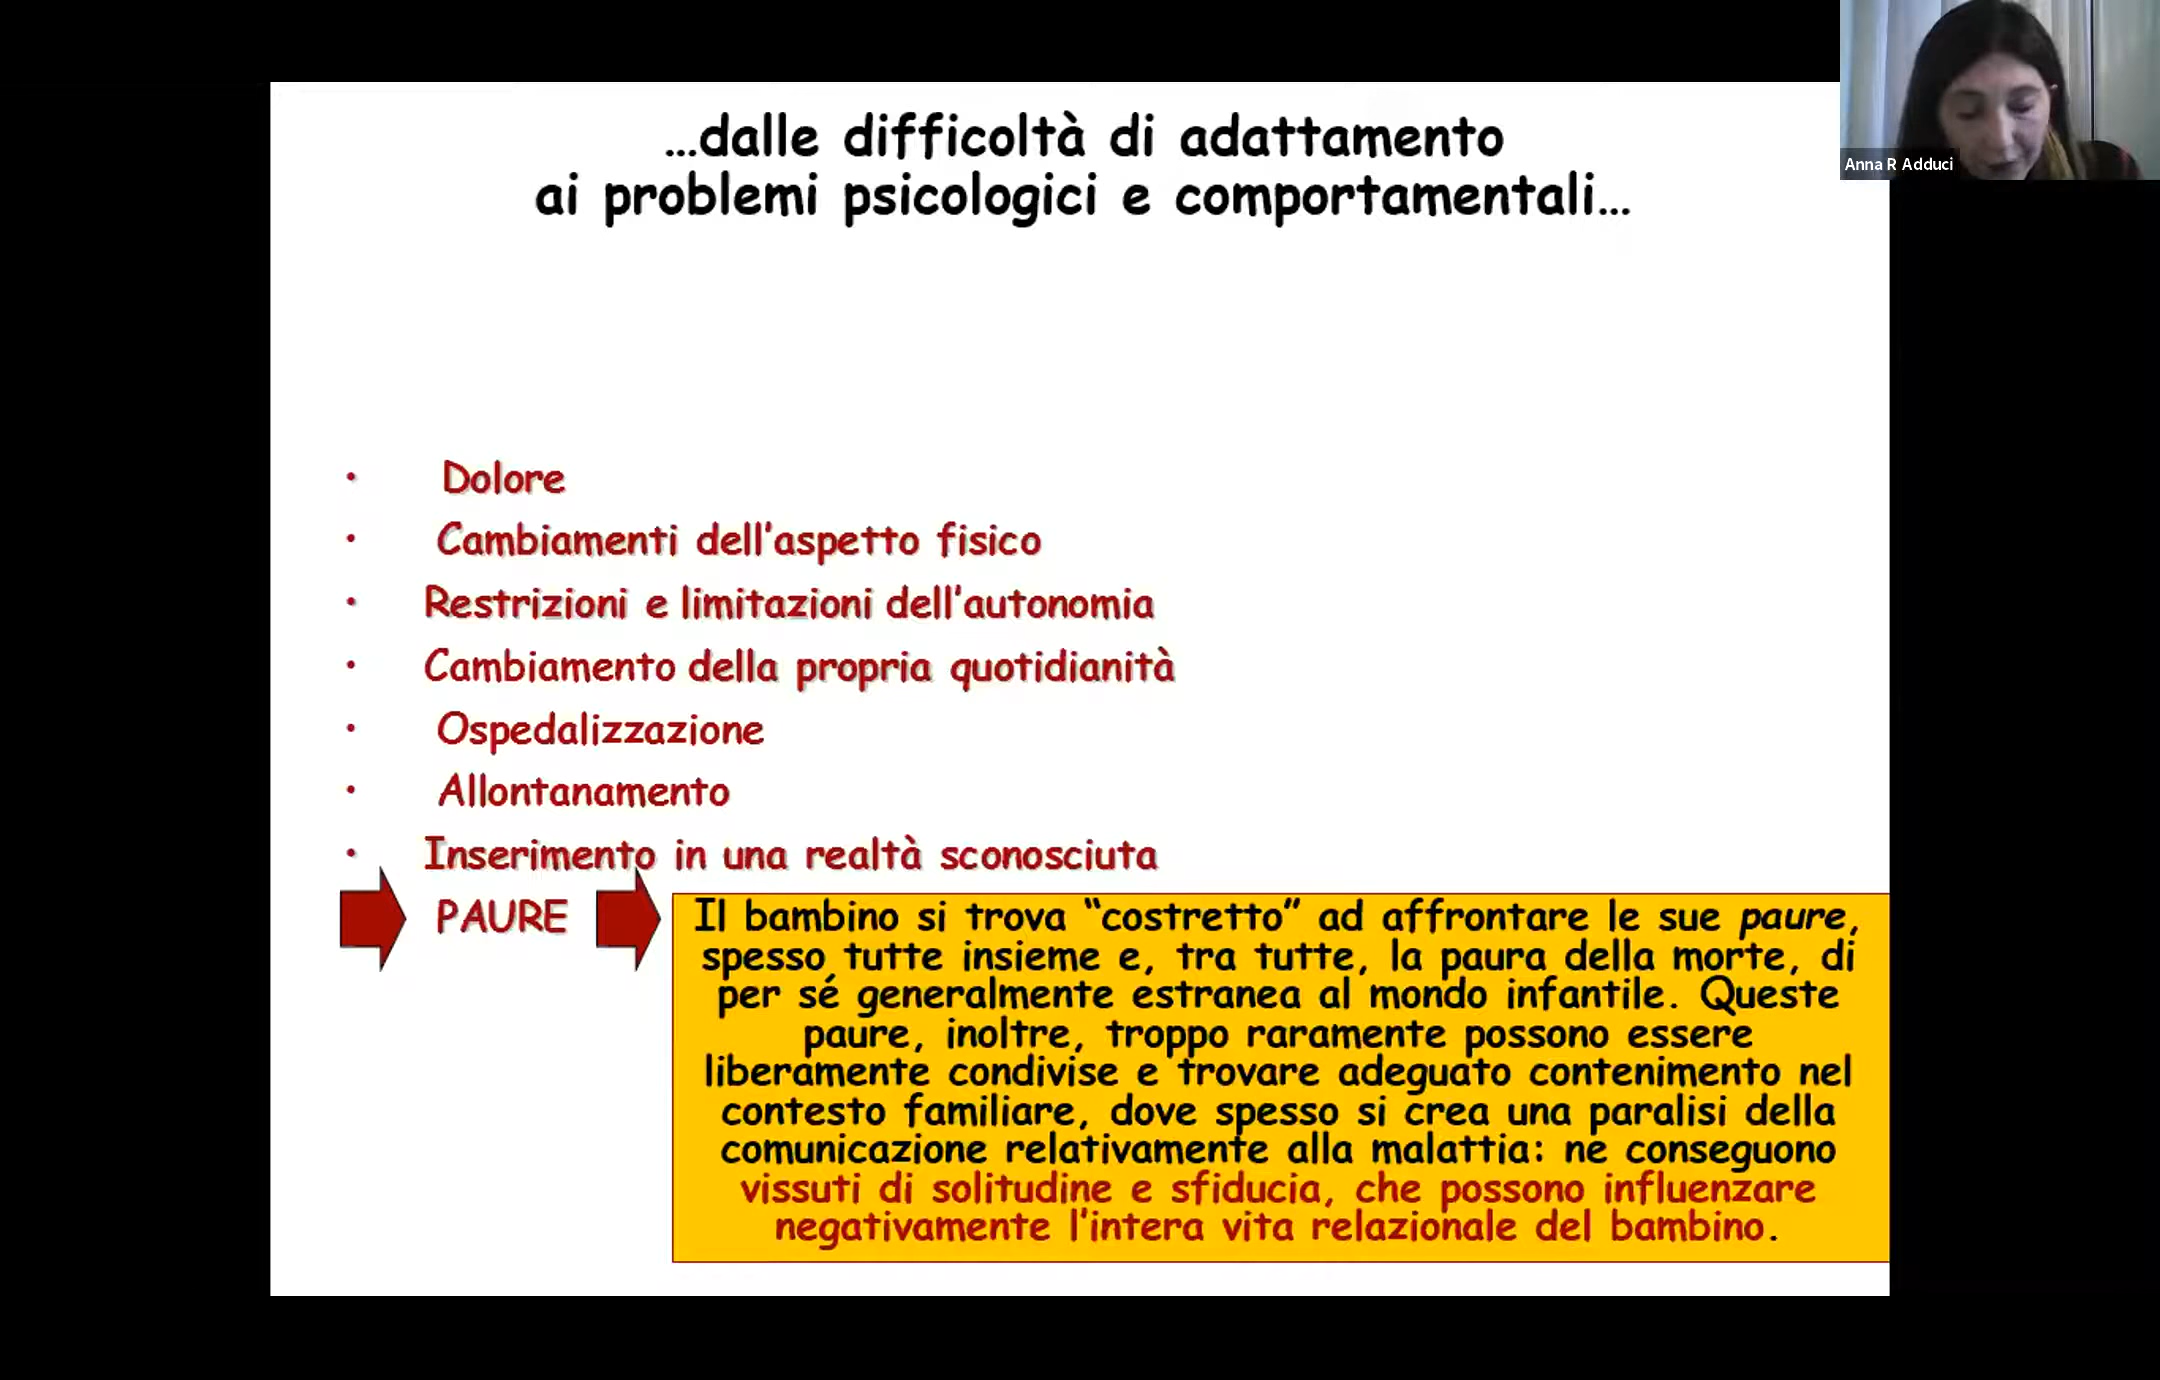 …dalle difficoltà di adattamento
ai problemi psicologici e comportamentali…
Anna R Adduci
• Dolore
• Cambiamenti dell’aspetto fisico
• Restrizioni e limitazioni dell’autonomia
• Cambiamento della propria quotidianità
• Ospedalizzazione
• Allontanamento
• Inserimento in una realtà sconosciuta
PAURE
Il bambino si trova “costretto” ad affrontare le sue paure,
spesso tutte insieme e, tra tutte, la paura della morte, di
per sé generalmente estranea al mondo infantile. Queste
paure, inoltre, troppo raramente possono essere
liberamente condivise e trovare adeguato contenimento nel
contesto familiare, dove spesso si crea una paralisi della
comunicazione relativamente alla malattia: ne conseguono
vissuti di solitudine e sfiducia, che possono influenzare
negativamente l’intera vita relazionale del bambino.